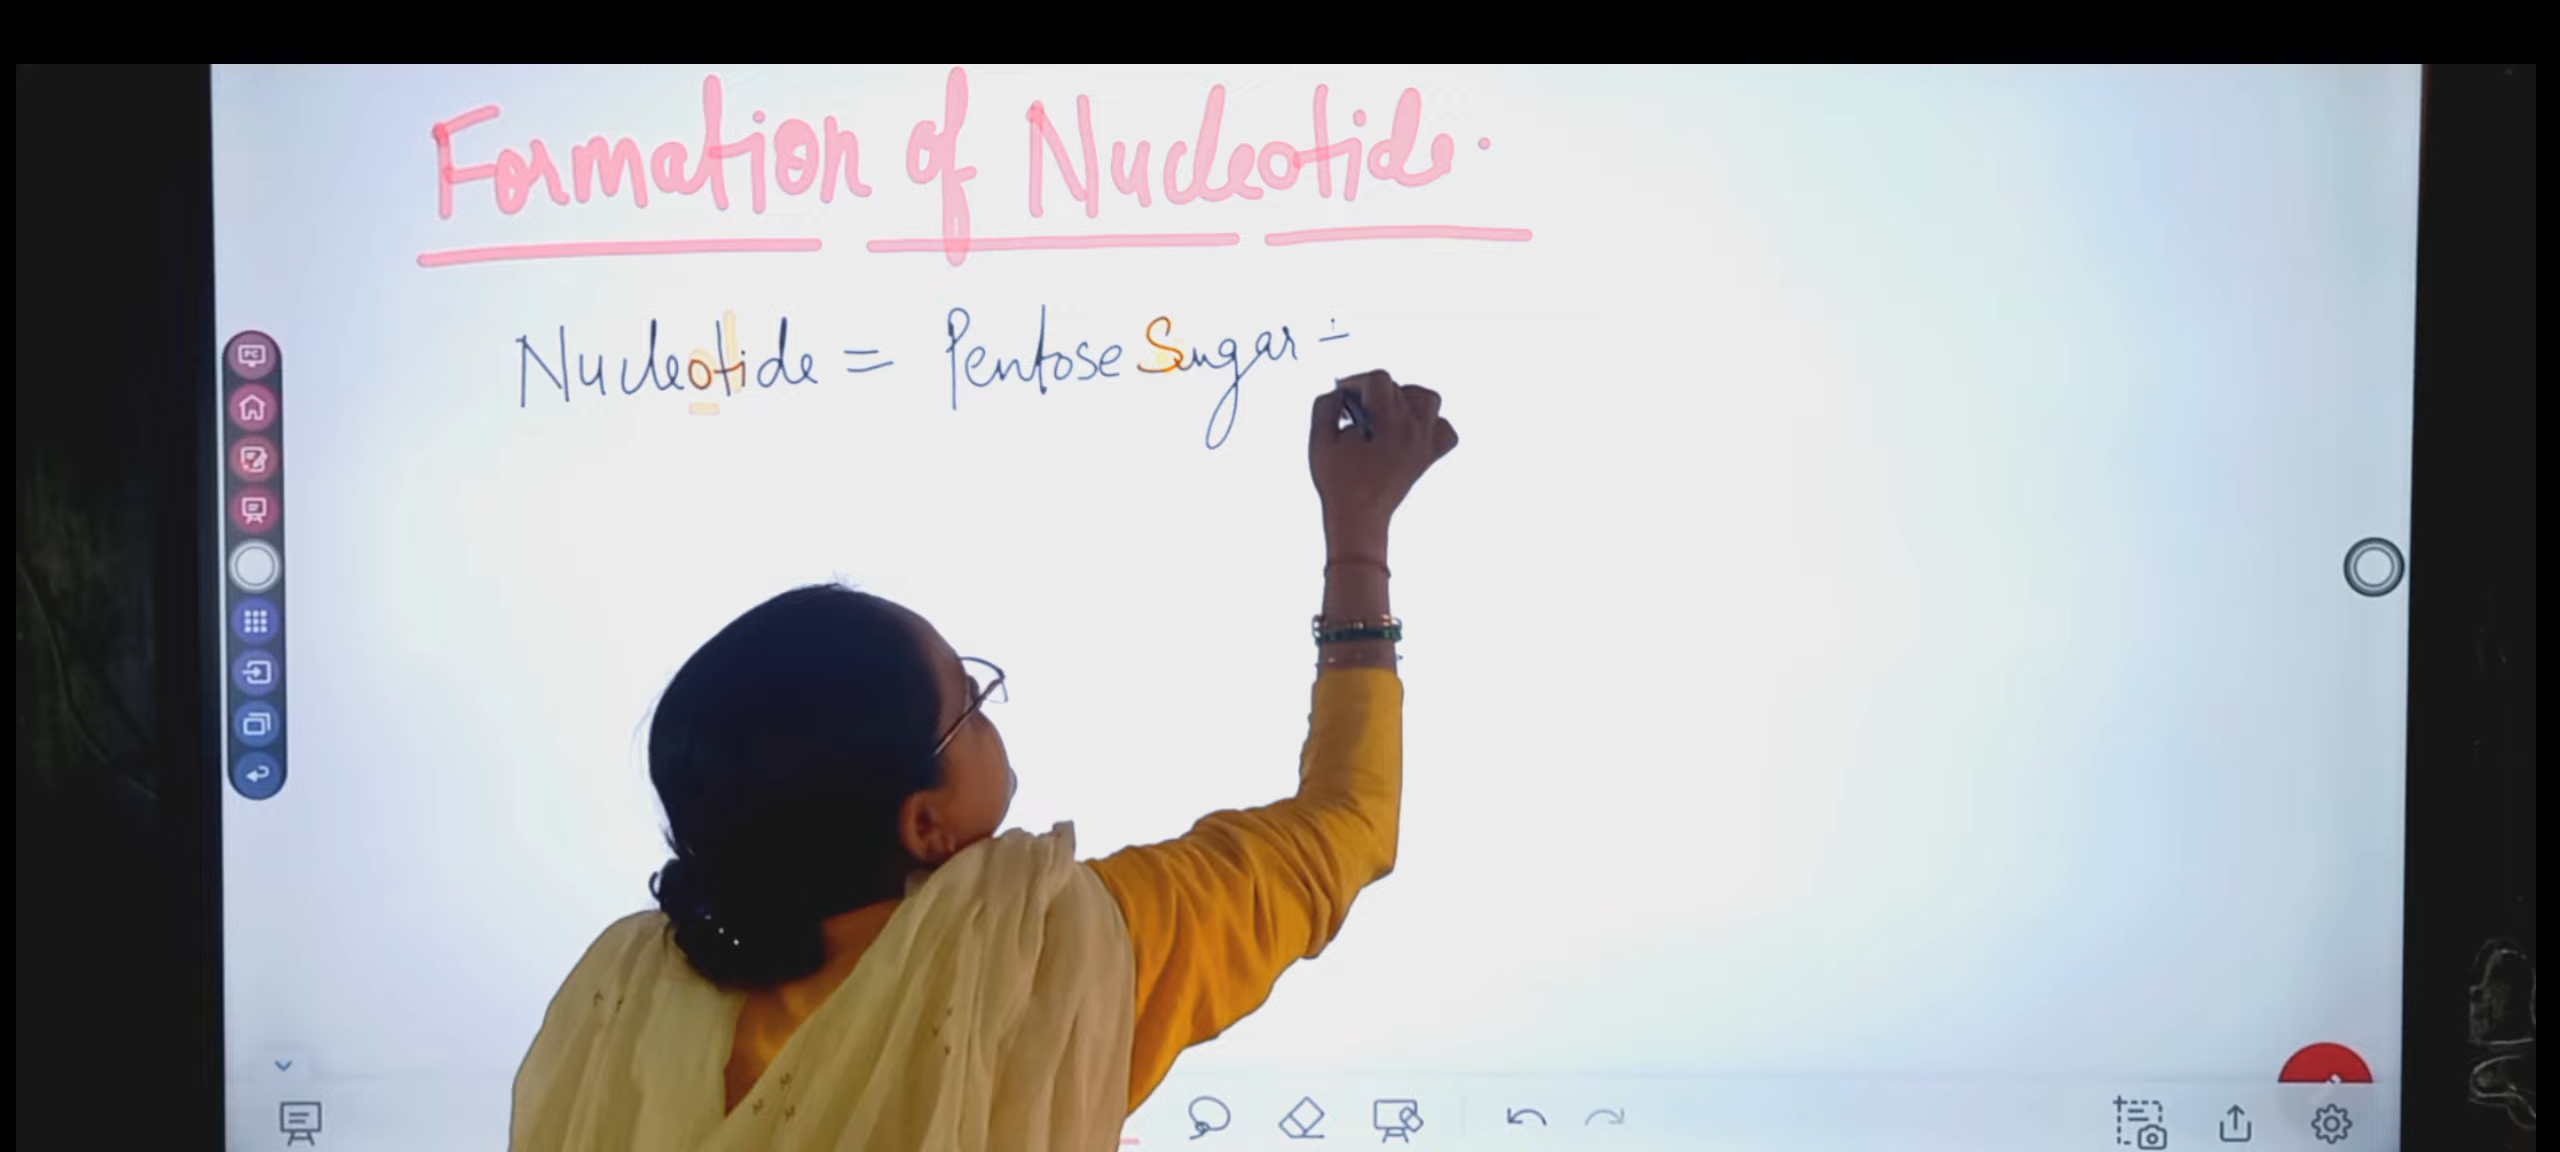 Formation of Nucleotide.
Nucleotide = Pentose Sugar +